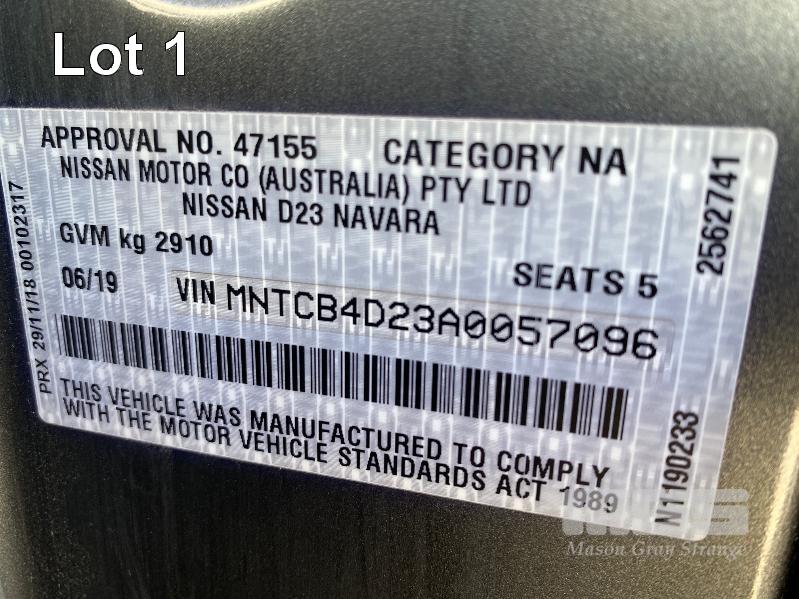 Lot 1
APPROVAL NO. 47155 CATEGORY NA
NISSAN MOTOR CO (AUSTRALIA) PTY LTD
NISSAN D23 NAVARA
GVM kg 2910
SEATS 5
06/19 VIN MNTCB4D23A0057096
THIS VEHICLE WAS MANUFACTURED TO COMPLY
WITH THE MOTOR VEHICLE STANDARDS ACT 1989
PRX 29/11/18 00102317
2562741
N1190233
MGS
Mason Gray Strange